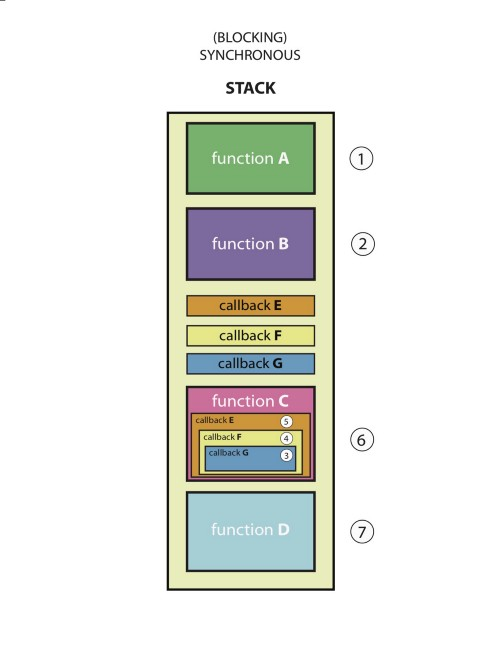 (BLOCKING)
SYNCHRONOUS
STACK
function A
1
function B
2
callback E
callback F
callback G
function C
callback E
5
callback F
4
callback G
3
6
function D
7